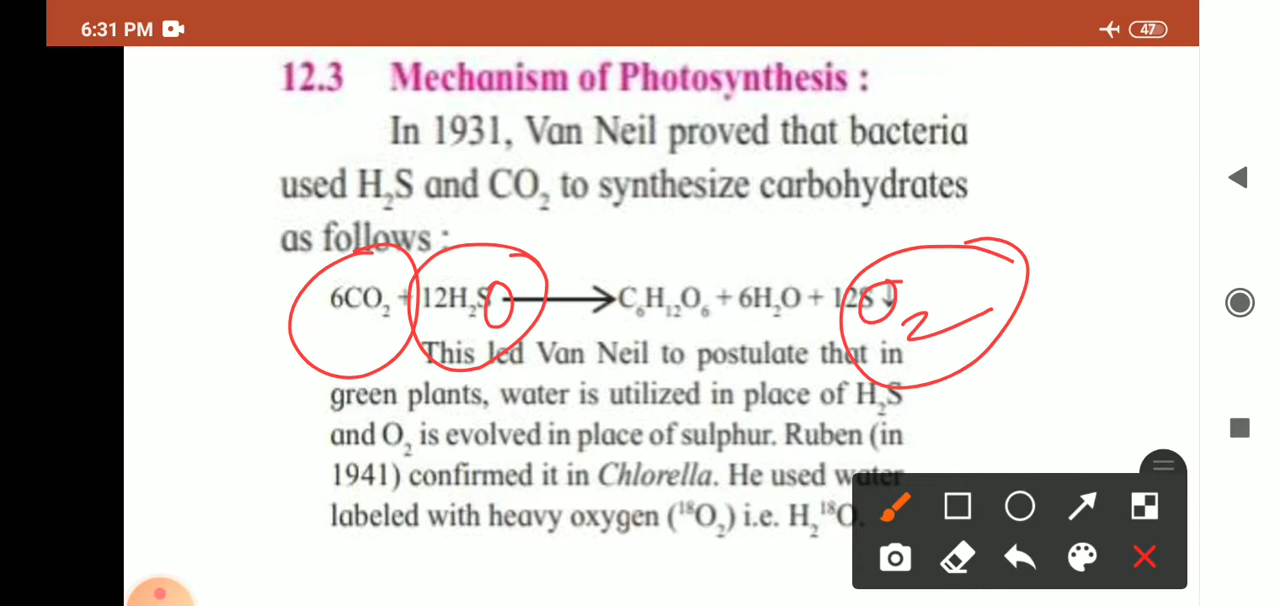 6:31 PM 47
12.3 Mechanism of Photosynthesis :
In 1931, Van Neil proved that bacteria
used H₂S and CO₂ to synthesize carbohydrates
as follows :
6CO₂ + 12H₂S O ⟶ C₆H₁₂O₆ + 6H₂O + 12S ↓ O₂
This led Van Neil to postulate that in
green plants, water is utilized in place of H₂S
and O₂ is evolved in place of sulphur. Ruben (in
1941) confirmed it in Chlorella. He used water
labeled with heavy oxygen (¹⁸O₂) i.e. H₂¹⁸O.